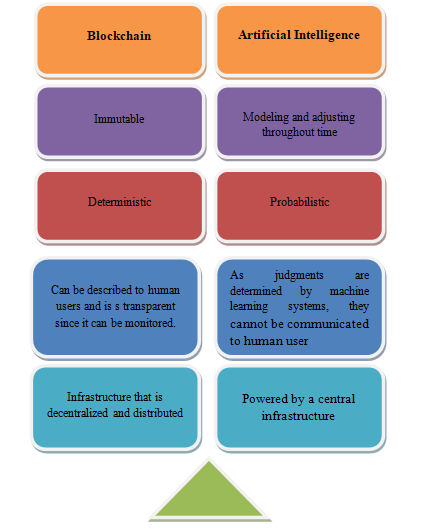 Blockchain
Artificial Intelligence
Immutable
Modeling and adjusting
throughout time
Deterministic
Probabilistic
Can be described to human
users and is s transparent
since it can be monitored.
As judgments are
determined by machine
learning systems, they
cannot be communicated
to human user
Infrastructure that is
decentralized and distributed
Powered by a central
infrastructure